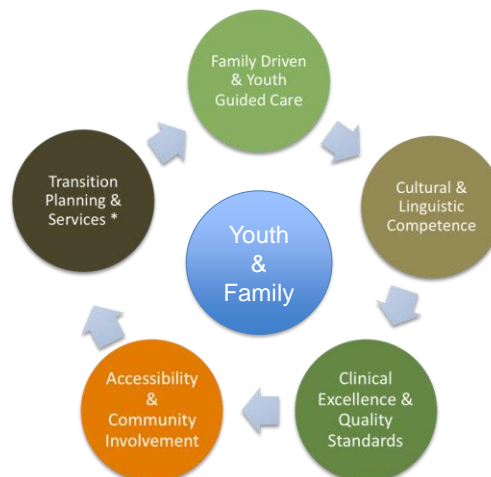 Family Driven
& Youth
Guided Care
Cultural &
Linguistic
Competence
Clinical
Excellence &
Quality
Standards
Accessibility
&
Community
Involvement
Transition
Planning &
Services *
Youth
&
Family